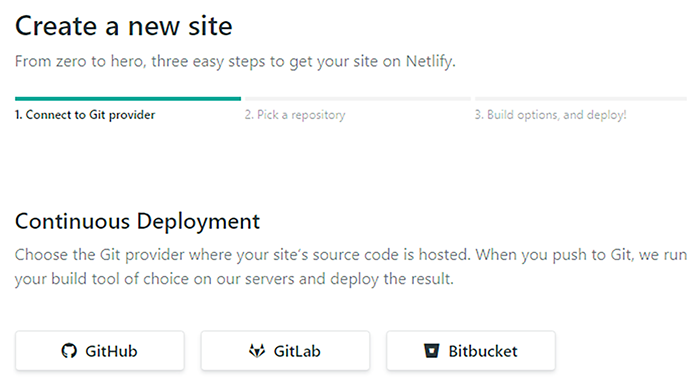 Create a new site
From zero to hero, three easy steps to get your site on Netlify.
1. Connect to Git provider
2. Pick a repository
3. Build options, and deploy!
Continuous Deployment
Choose the Git provider where your site's source code is hosted. When you push to Git, we run
your build tool of choice on our servers and deploy the result.
GitHub
GitLab
Bitbucket